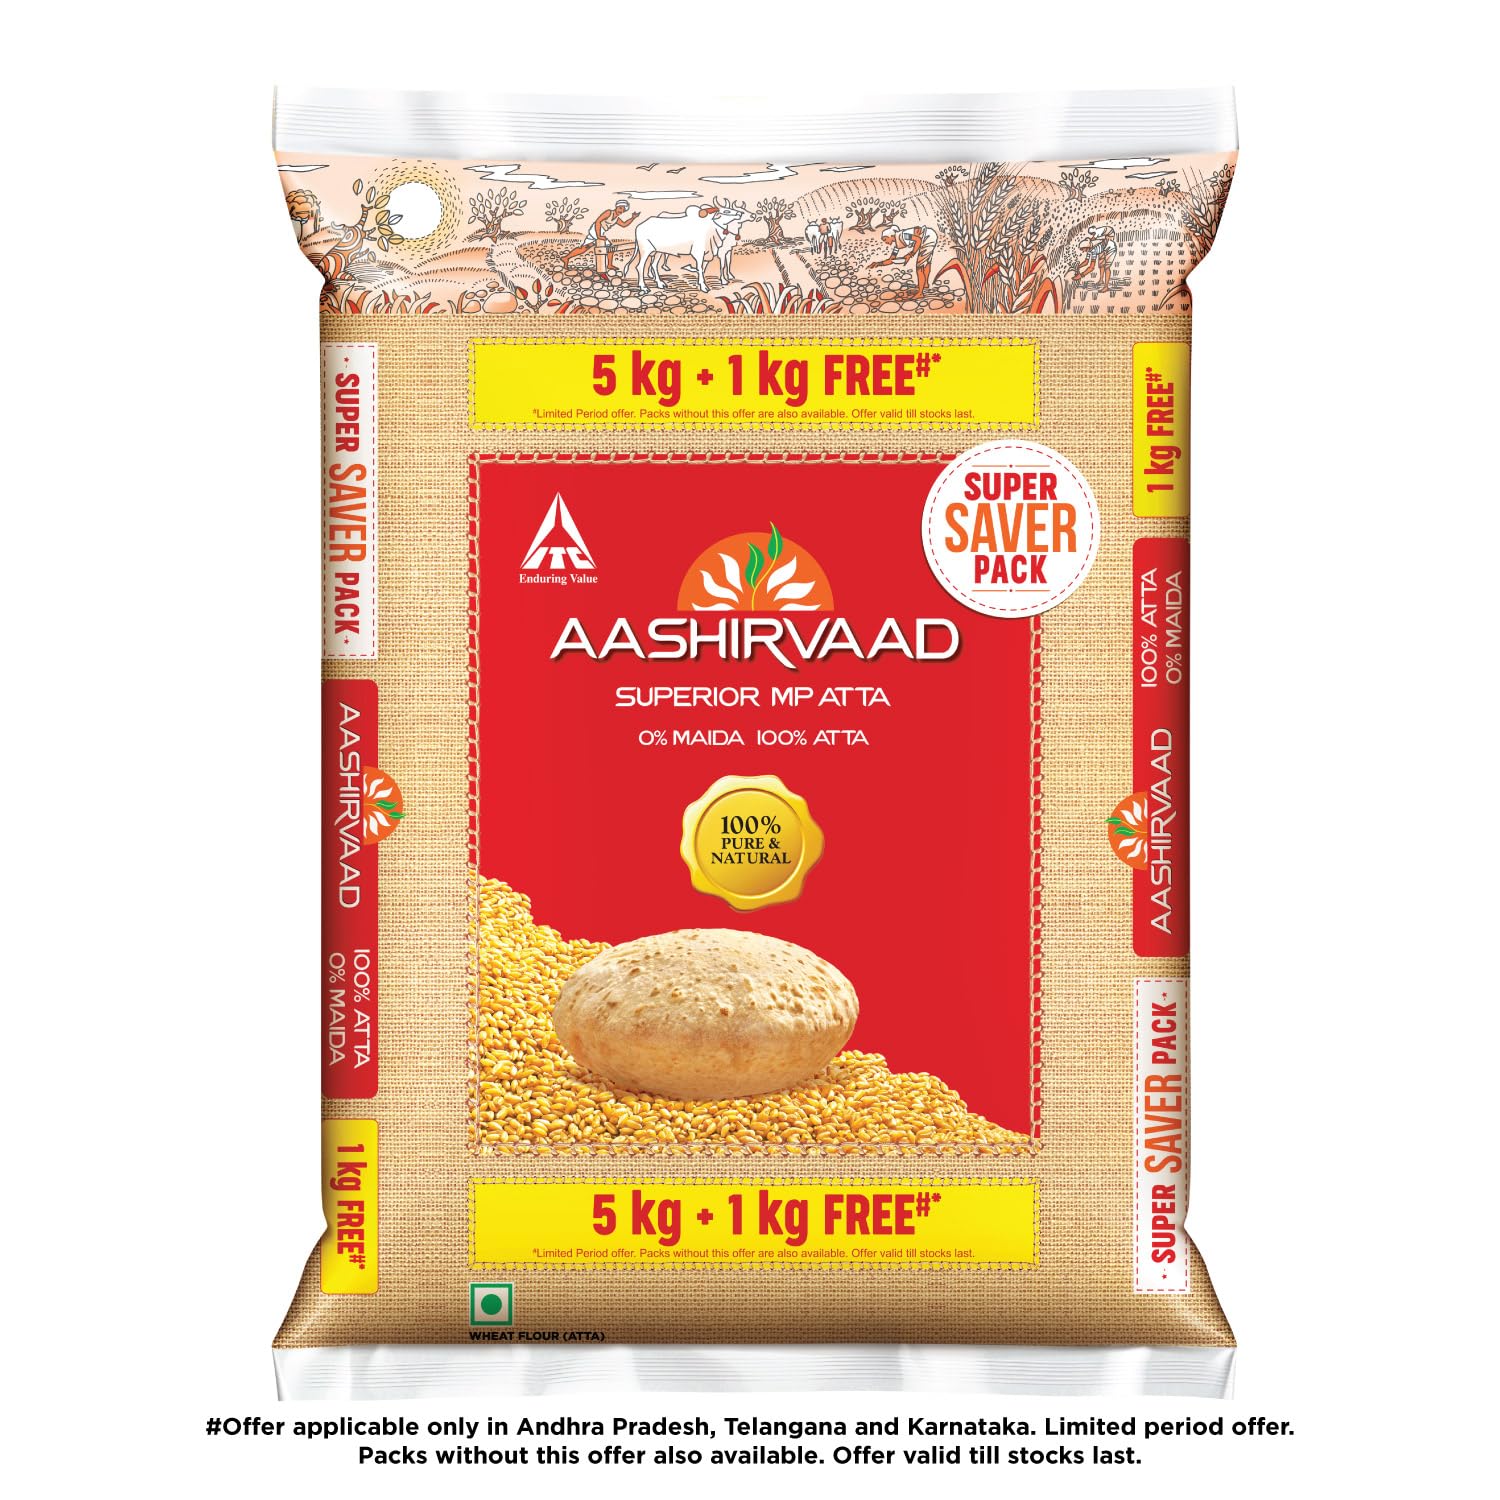 5 kg + 1 kg FREE#*
#Limited Period offer. Packs without this offer are also available. Offer valid till stocks last.
SUPER
SAVER
PACK
ITC
Enduring Value
AASHIRVAAD
SUPERIOR MP ATTA
0% MAIDA 100% ATTA
100%
PURE &
NATURAL
SUPER SAVER PACK
AASHIRVAAD
100% ATTA
0% MAIDA
1 kg FREE#*
1 kg FREE#*
100% ATTA
0% MAIDA
AASHIRVAAD
SUPER SAVER PACK
5 kg + 1 kg FREE#*
#Limited Period offer. Packs without this offer are also available. Offer valid till stocks last.
WHEAT FLOUR (ATTA)
#Offer applicable only in Andhra Pradesh, Telangana and Karnataka. Limited period offer.
Packs without this offer also available. Offer valid till stocks last.